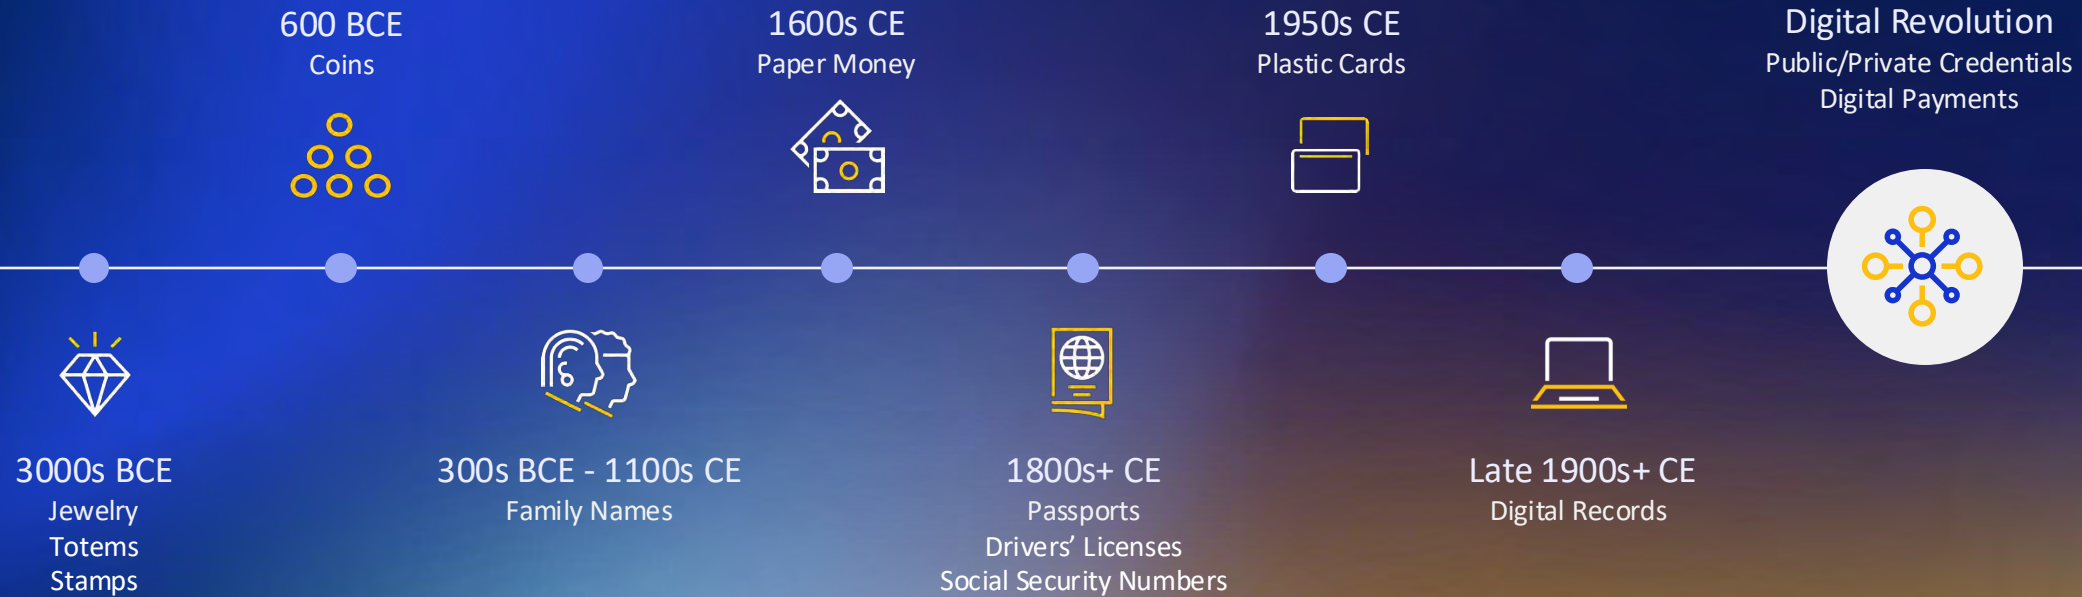 600 BCE
Coins
1600s CE
Paper Money
1950s CE
Plastic Cards
Digital Revolution
Public/Private Credentials
Digital Payments
3000s BCE
Jewelry
Totems
Stamps
300s BCE - 1100s CE
Family Names
1800s+ CE
Passports
Drivers’ Licenses
Social Security Numbers
Late 1900s+ CE
Digital Records